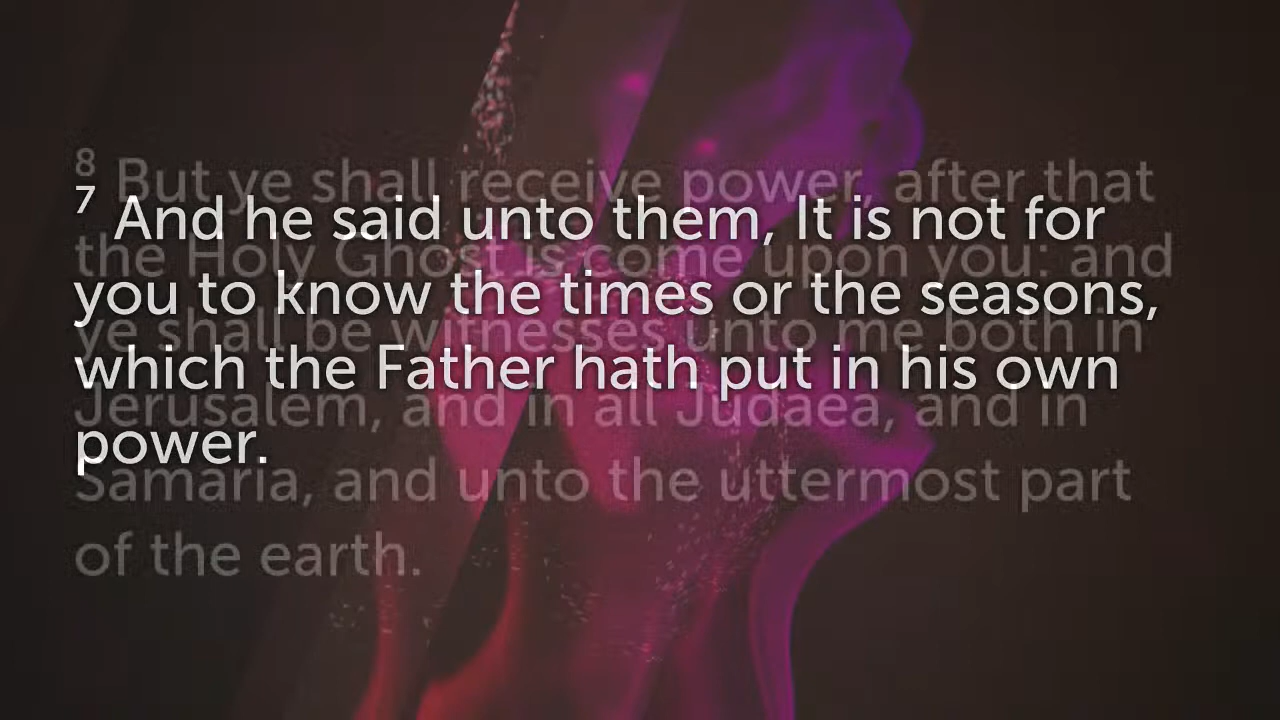 7 And he said unto them, It is not for
you to know the times or the seasons,
which the Father hath put in his own
power.
8 But ye shall receive power, after that
the Holy Ghost is come upon you: and
ye shall be witnesses unto me both in
Jerusalem, and in all Judaea, and in
Samaria, and unto the uttermost part
of the earth.